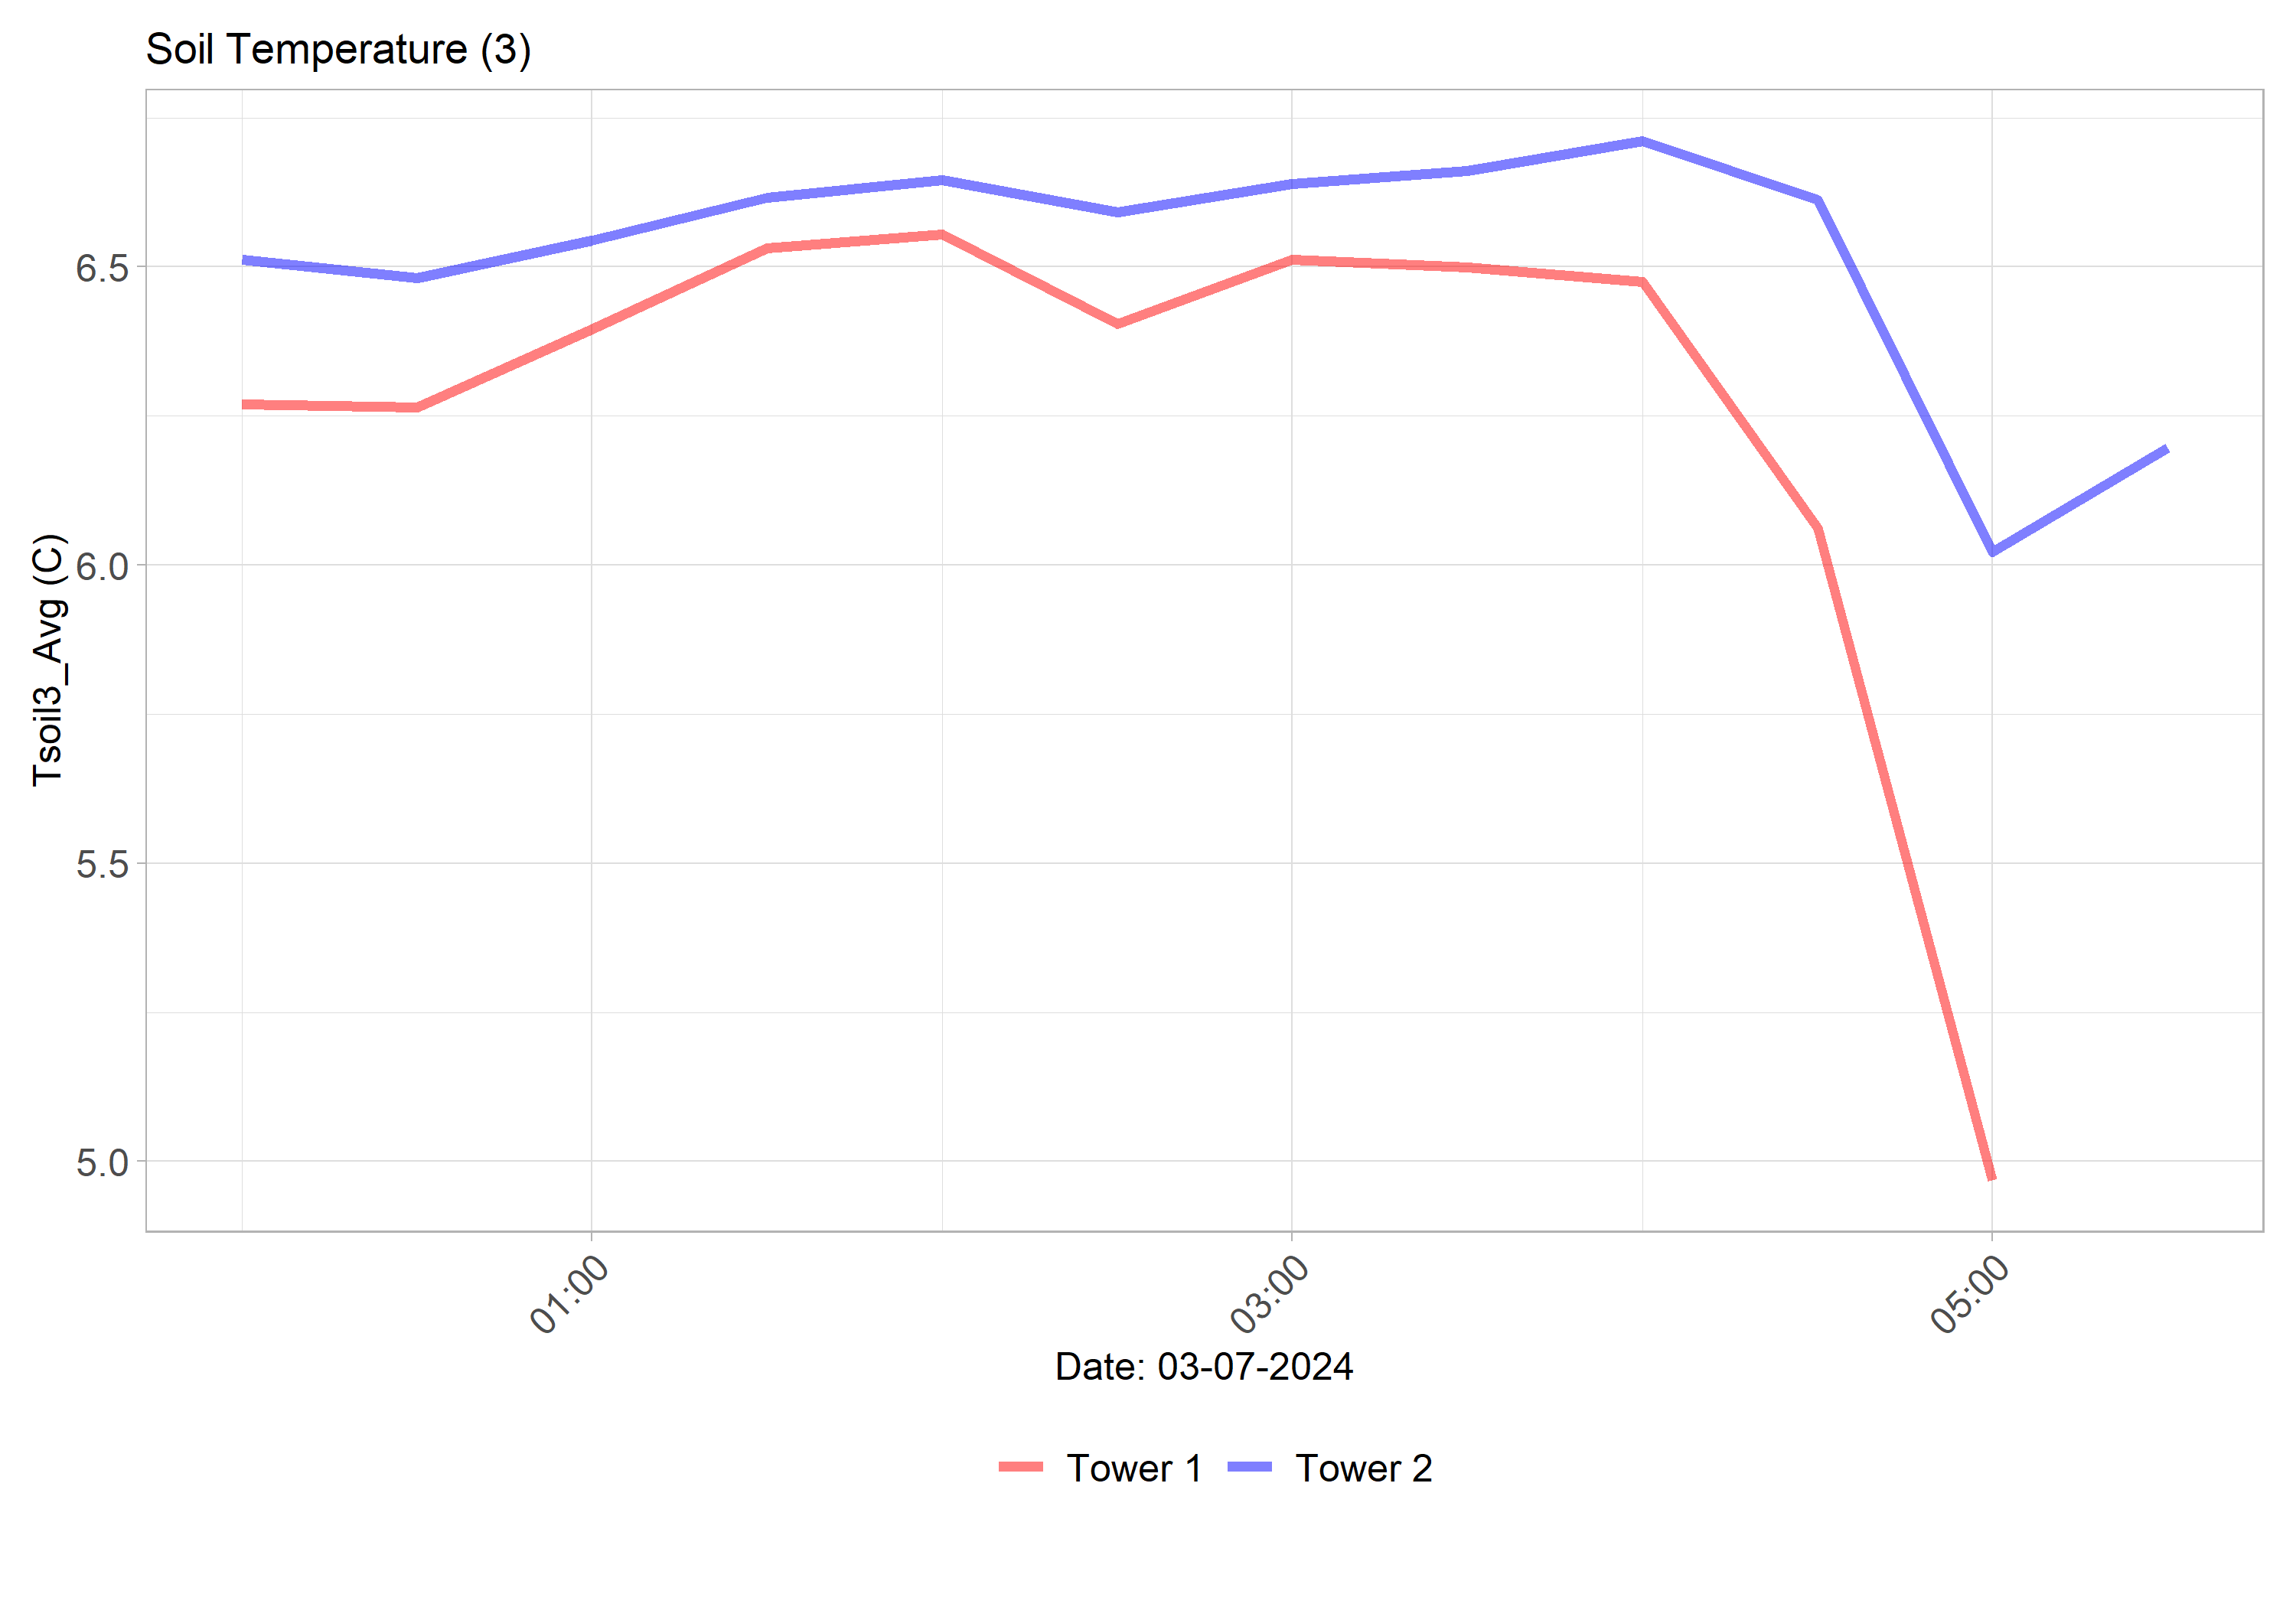 Soil Temperature (3)
Tsoil3_Avg (C)
6.5
6.0
5.5
5.0
01:00
03:00
05:00
Date: 03-07-2024
Tower 1
Tower 2